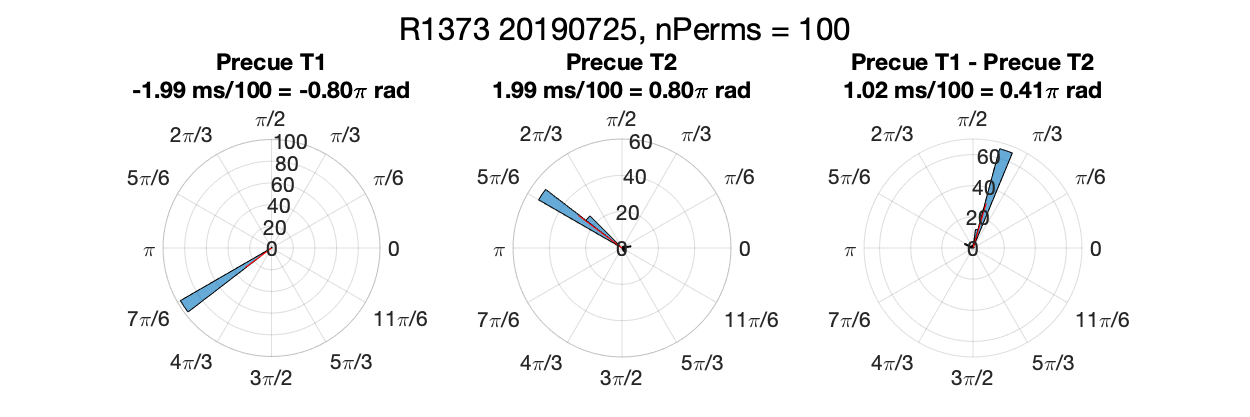 R1373 20190725, nPerms = 100
Precue T1
-1.99 ms/100 = -0.80π rad
π/2
2π/3
π/3
5π/6
π/6
π
0
7π/6
11π/6
4π/3
5π/3
3π/2
100
80
60
40
20
0
Precue T2
1.99 ms/100 = 0.80π rad
π/2
2π/3
π/3
5π/6
π/6
π
0
7π/6
11π/6
4π/3
5π/3
3π/2
60
40
20
0
Precue T1 - Precue T2
1.02 ms/100 = 0.41π rad
π/2
2π/3
π/3
5π/6
π/6
π
0
7π/6
11π/6
4π/3
5π/3
3π/2
60
40
20
0